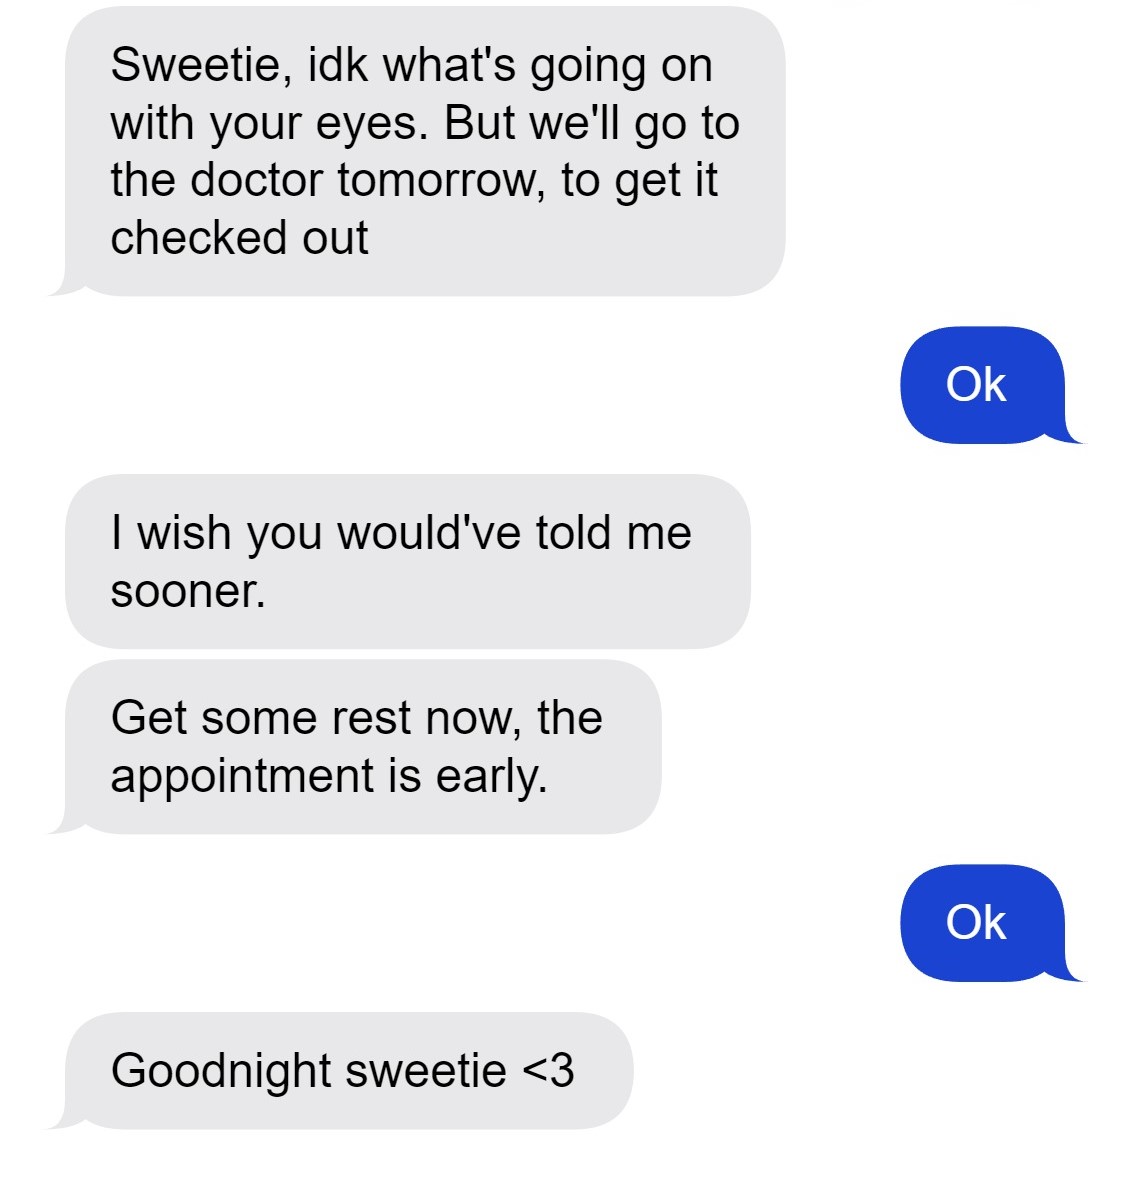 Sweetie, idk what's going on
with your eyes. But we'll go to
the doctor tomorrow, to get it
checked out
Ok
I wish you would've told me
sooner.
Get some rest now, the
appointment is early.
Ok
Goodnight sweetie <3